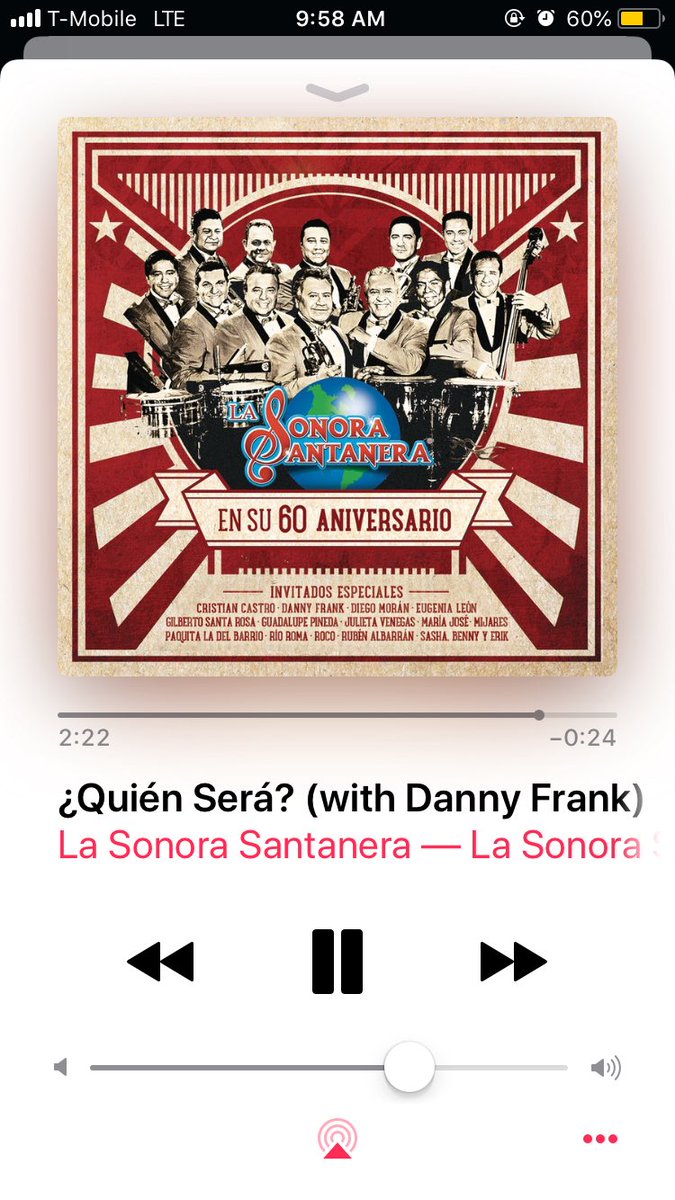 T-Mobile LTE 9:58 AM 60%
LA
SONORA
SANTANERA
EN SU 60 ANIVERSARIO
INVITADOS ESPECIALES
CRISTIAN CASTRO · DANNY FRANK · DIEGO MORÁN · EUGENIA LEÓN
GILBERTO SANTA ROSA · GUADALUPE PINEDA · JULIETA VENEGAS · MARÍA JOSÉ · MIJARES
PAQUITA LA DEL BARRIO · RÍO ROMA · ROCO · RUBÉN ALBARRÁN · SASHA, BENNY Y ERIK
2:22 −0:24
¿Quién Será? (with Danny Frank)
La Sonora Santanera — La Sonora S